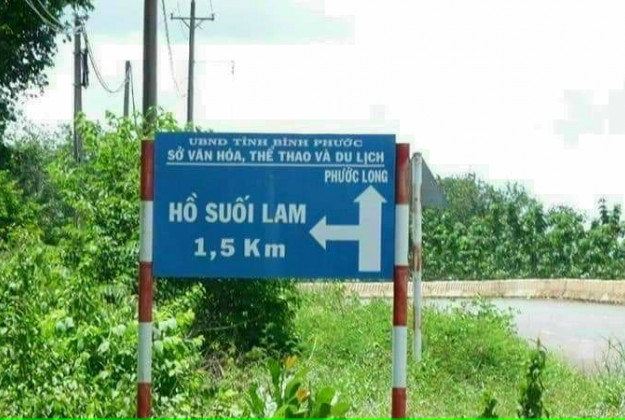 UBND TỈNH BÌNH PHƯỚC
SỞ VĂN HÓA, THỂ THAO VÀ DU LỊCH
PHƯỚC LONG
HỒ SUỐI LAM
1,5 Km